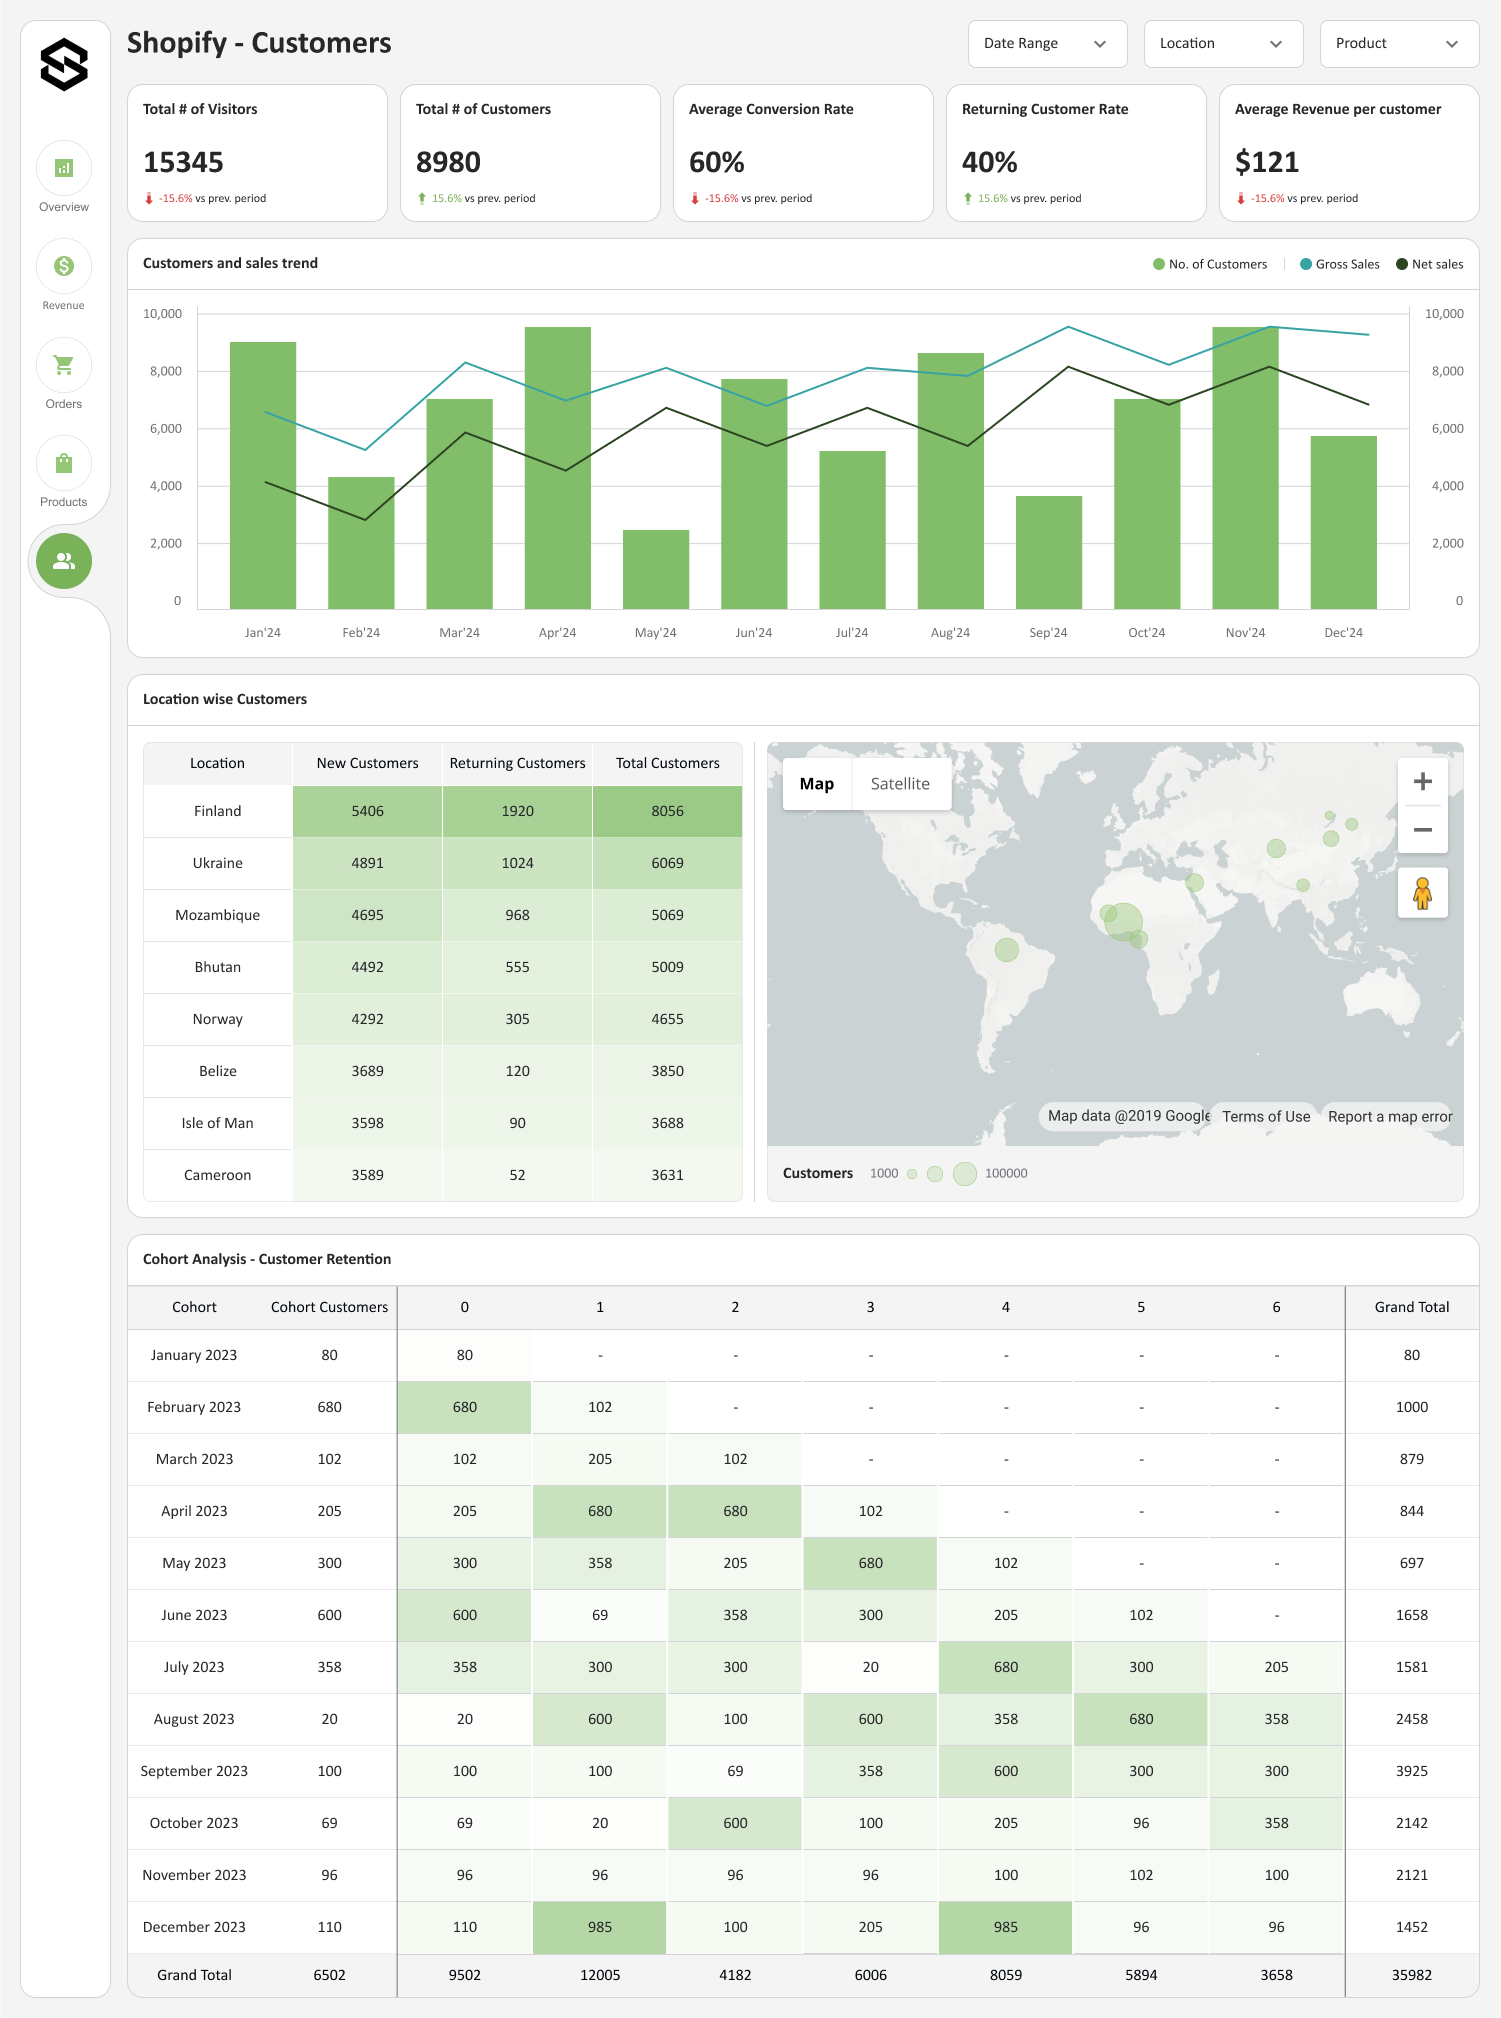 Shopify - Customers
Date Range
Location
Product
Total # of Visitors
15345
-15.6% vs prev. period
Total # of Customers
8980
15.6% vs prev. period
Average Conversion Rate
60%
-15.6% vs prev. period
Returning Customer Rate
40%
15.6% vs prev. period
Average Revenue per customer
$121
-15.6% vs prev. period
Overview
Revenue
Orders
Products
Customers and sales trend
No. of Customers | Gross Sales Net sales
10,000 10,000
8,000 8,000
6,000 6,000
4,000 4,000
2,000 2,000
0 0
Jan'24 Feb'24 Mar'24 Apr'24 May'24 Jun'24 Jul'24 Aug'24 Sep'24 Oct'24 Nov'24 Dec'24
Location wise Customers
Location New Customers Returning Customers Total Customers
Finland 5406 1920 8056
Ukraine 4891 1024 6069
Mozambique 4695 968 5069
Bhutan 4492 555 5009
Norway 4292 305 4655
Belize 3689 120 3850
Isle of Man 3598 90 3688
Cameroon 3589 52 3631
Map Satellite
+
−
Map data @2019 Google Terms of Use Report a map error
Customers 1000 100000
Cohort Analysis - Customer Retention
Cohort Cohort Customers 0 1 2 3 4 5 6 Grand Total
January 2023 80 80 - - - - - - 80
February 2023 680 680 102 - - - - - 1000
March 2023 102 102 205 102 - - - - 879
April 2023 205 205 680 680 102 - - - 844
May 2023 300 300 358 205 680 102 - - 697
June 2023 600 600 69 358 300 205 102 - 1658
July 2023 358 358 300 300 20 680 300 205 1581
August 2023 20 20 600 100 600 358 680 358 2458
September 2023 100 100 100 69 358 600 300 300 3925
October 2023 69 69 20 600 100 205 96 358 2142
November 2023 96 96 96 96 96 100 102 100 2121
December 2023 110 110 985 100 205 985 96 96 1452
Grand Total 6502 9502 12005 4182 6006 8059 5894 3658 35982